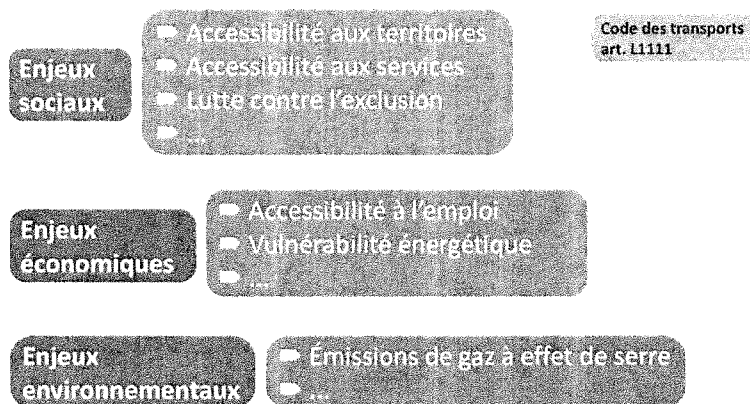 Accessibilité aux territoires
Accessibilité aux services
Lutte contre l'exclusion
...
Enjeux
sociaux
Code des transports
art. L1111
Accessibilité à l'emploi
Vulnérabilité énergétique
...
Enjeux
économiques
Émissions de gaz à effet de serre
...
Enjeux
environnementaux